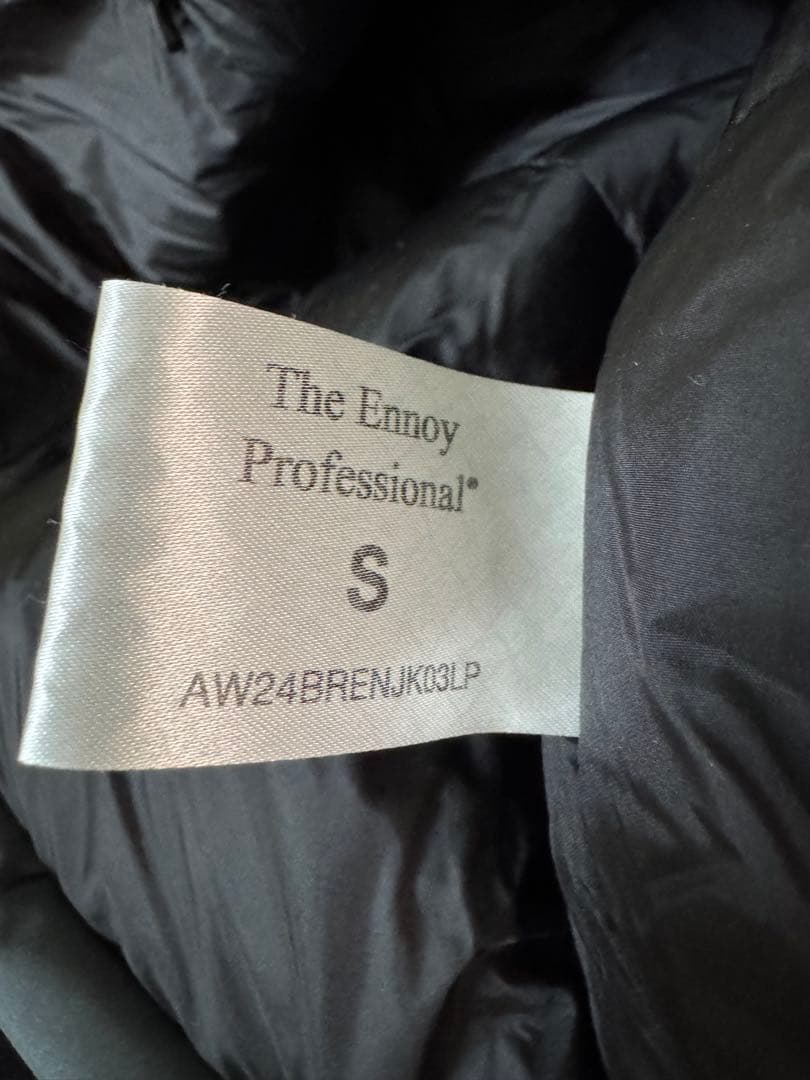 The Ennoy
Professional®
S
AW24BRENJK03LP